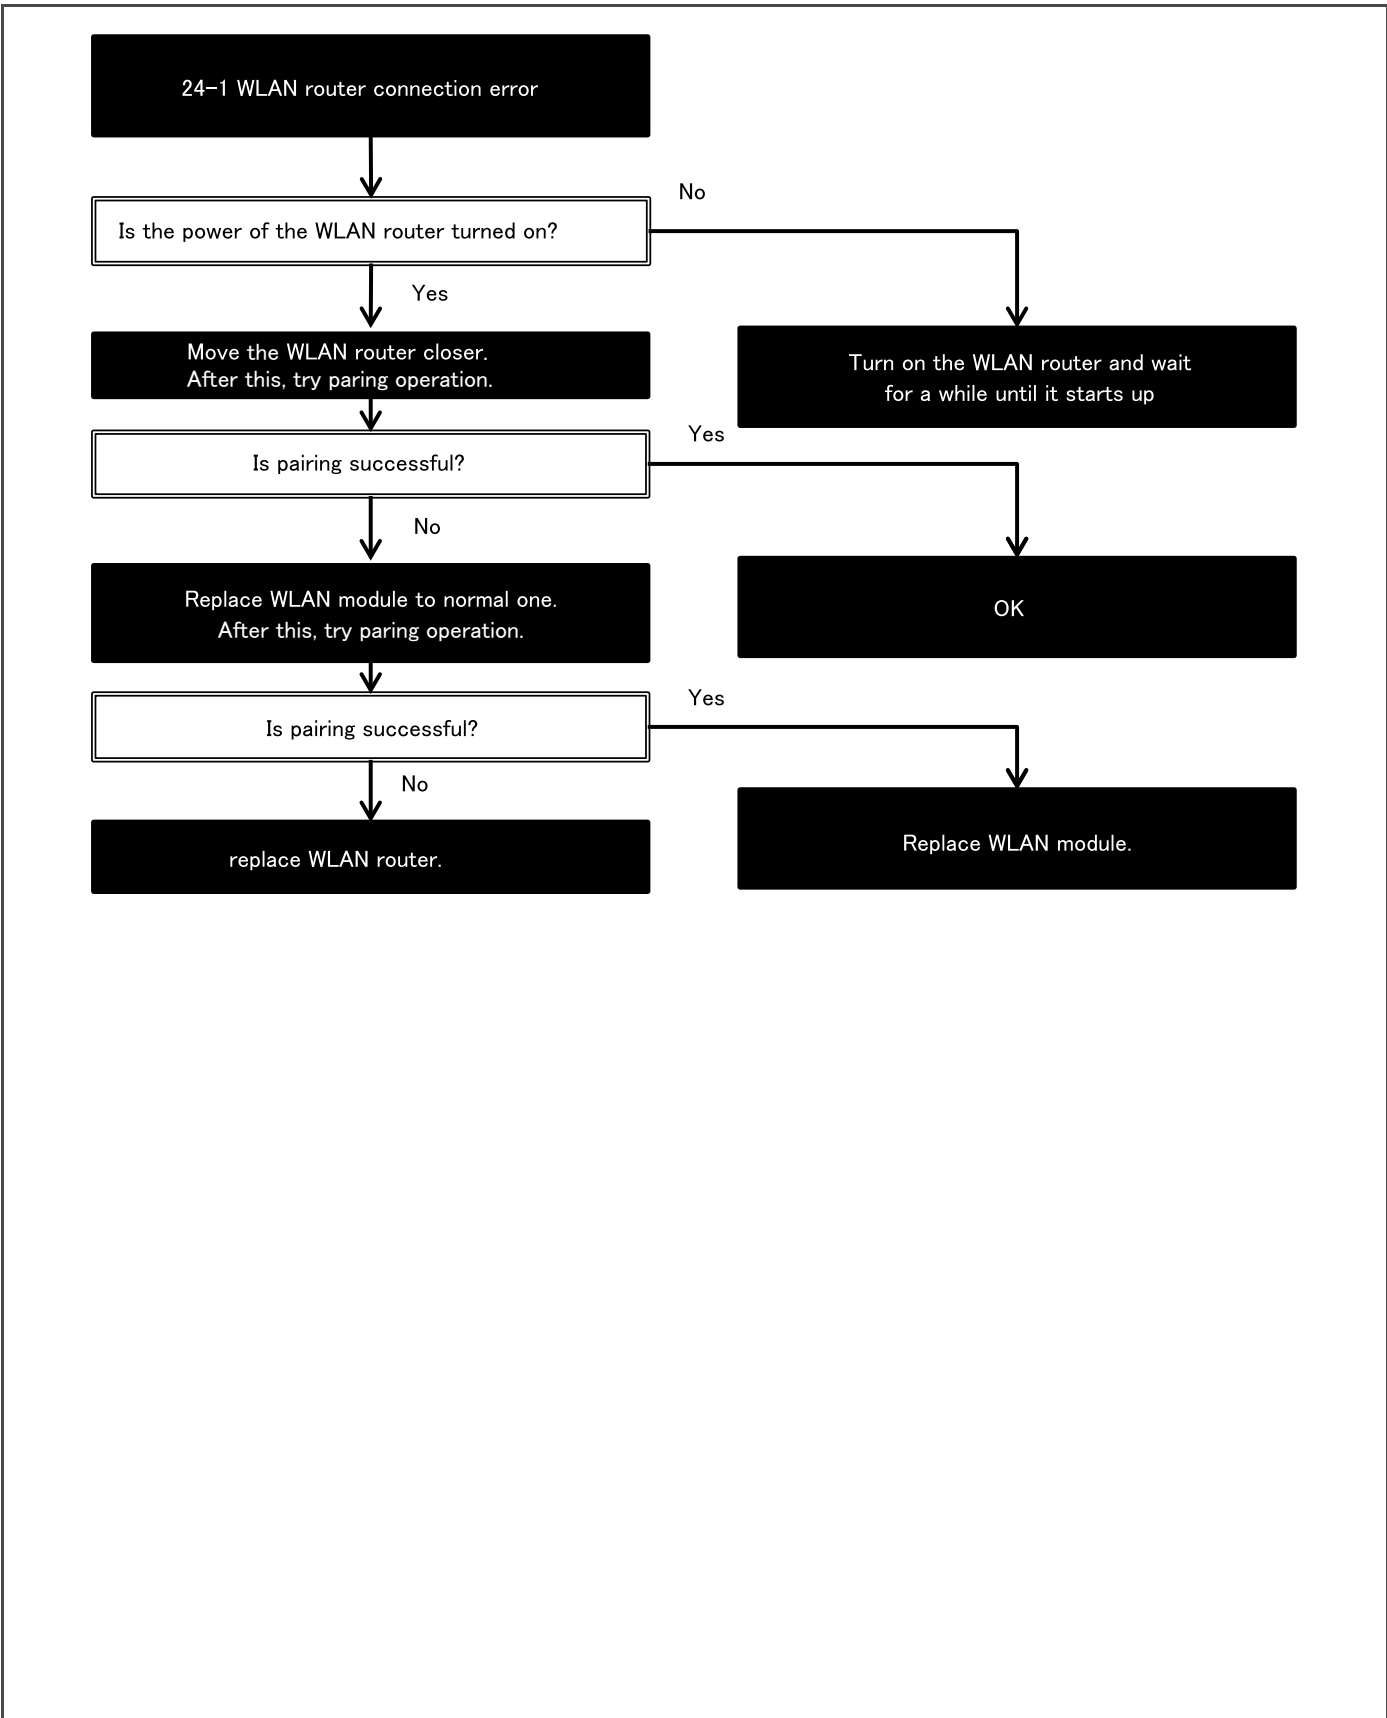 24-1 WLAN router connection error
No
Is the power of the WLAN router turned on?
Yes
Move the WLAN router closer.
After this, try paring operation.
Turn on the WLAN router and wait
for a while until it starts up
Yes
Is pairing successful?
No
Replace WLAN module to normal one.
After this, try paring operation.
OK
Yes
Is pairing successful?
No
Replace WLAN module.
replace WLAN router.